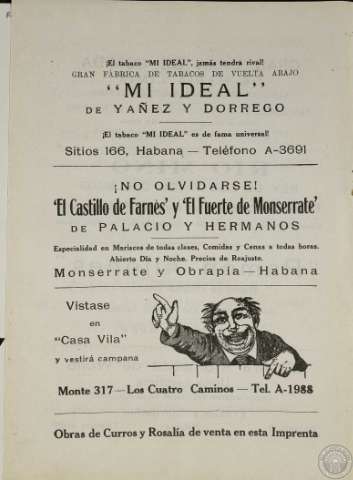 ¡El tabaco "MI IDEAL", jamás tendrá rival!
GRAN FÁBRICA DE TABACOS DE VUELTA ABAJO
"MI IDEAL"
DE YAÑEZ Y DORREGO
¡El tabaco "MI IDEAL" es de fama universal!
Sitios 166, Habana — Teléfono A-3691
¡NO OLVIDARSE!
'El Castillo de Farnés' y 'El Fuerte de Monserrate'
DE PALACIO Y HERMANOS
Especialidad en Mariscos de todas clases, Comidas y Cenas a todas horas.
Abierto Día y Noche. Precios de Reajuste.
Monserrate y Obrapía — Habana
Vístase
en
"Casa Vila"
y vestirá campana
Monte 317 — Los Cuatro Caminos — Tel. A-1988
Obras de Curros y Rosalía de venta en esta Imprenta